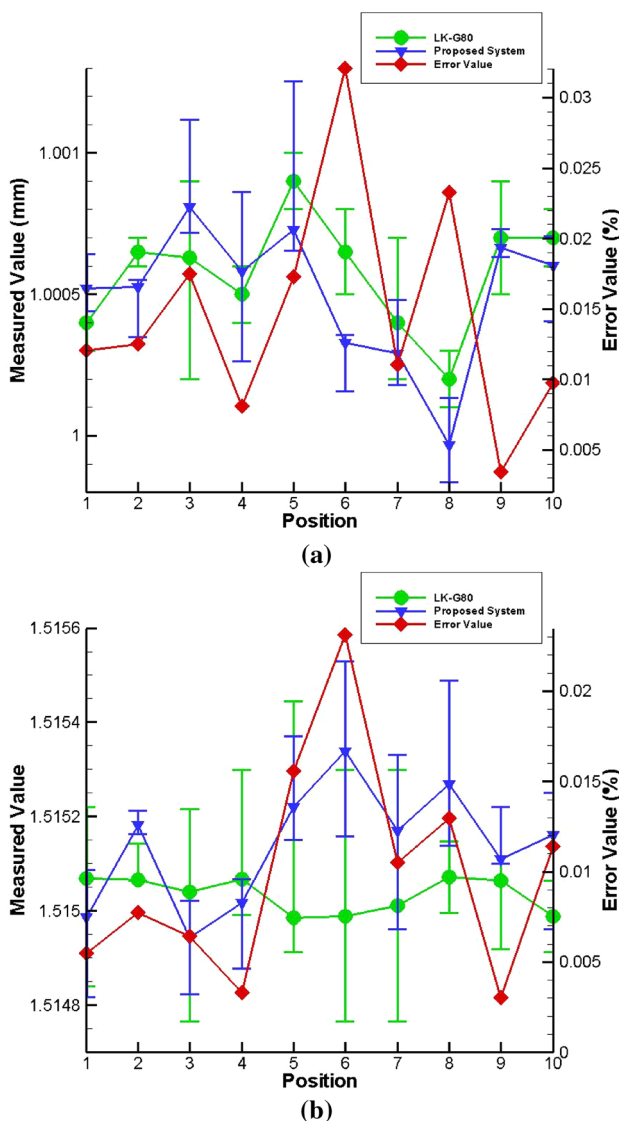 LK-G80
Proposed System
Error Value
Measured Value (mm)
1.001
1.0005
1
Error Value (%)
0.03
0.025
0.02
0.015
0.01
0.005
1 2 3 4 5 6 7 8 9 10
Position
(a)
LK-G80
Proposed System
Error Value
Measured Value
1.5156
1.5154
1.5152
1.515
1.5148
Error Value (%)
0.02
0.015
0.01
0.005
0
1 2 3 4 5 6 7 8 9 10
Position
(b)